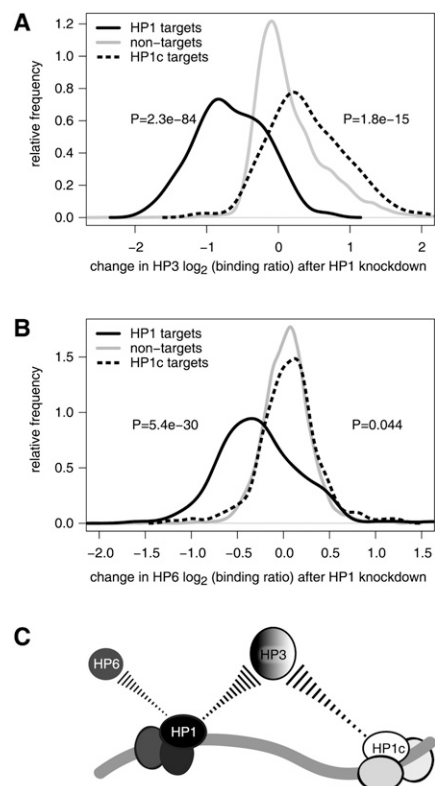 A
HP1 targets
non-targets
HP1c targets
P=2.3e-84
P=1.8e-15
relative frequency
0.0
0.2
0.4
0.6
0.8
1.0
1.2
−2
−1
0
1
2
change in HP3 log2 (binding ratio) after HP1 knockdown
B
HP1 targets
non-targets
HP1c targets
P=5.4e-30
P=0.044
relative frequency
0.0
0.5
1.0
1.5
−2.0
−1.5
−1.0
−0.5
0.0
0.5
1.0
1.5
change in HP6 log2 (binding ratio) after HP1 knockdown
C
HP6
HP3
HP1
HP1c